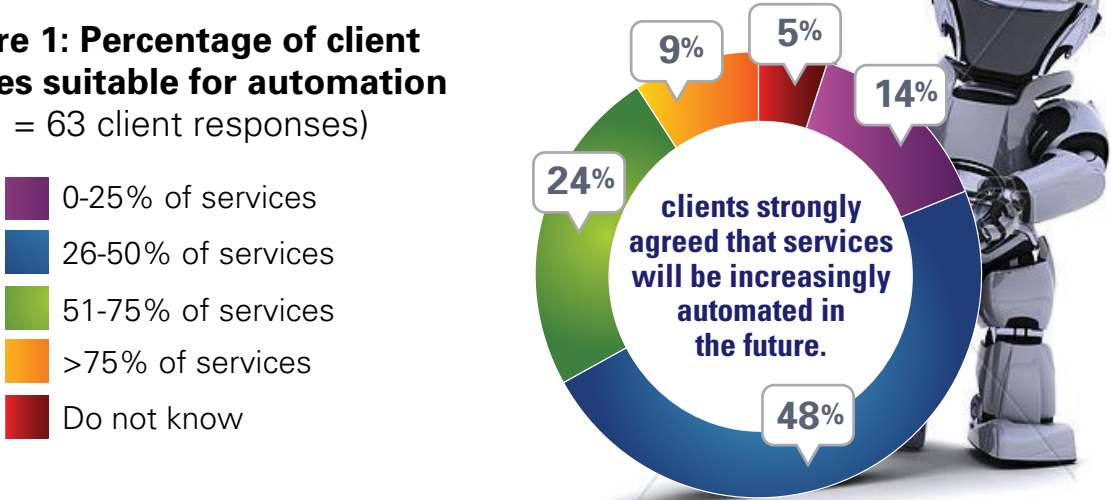 re 1: Percentage of client
es suitable for automation
= 63 client responses)
0-25% of services
26-50% of services
51-75% of services
>75% of services
Do not know
5%
9%
14%
24%
clients strongly
agreed that services
will be increasingly
automated in
the future.
48%